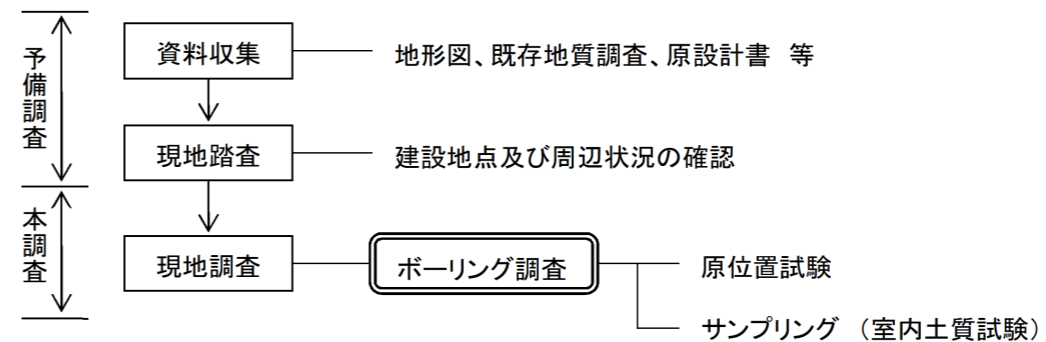 予備調査
資料収集
地形図、既存地質調査、原設計書　等
現地踏査
建設地点及び周辺状況の確認
本調査
現地調査
ボーリング調査
原位置試験
サンプリング　（室内土質試験）